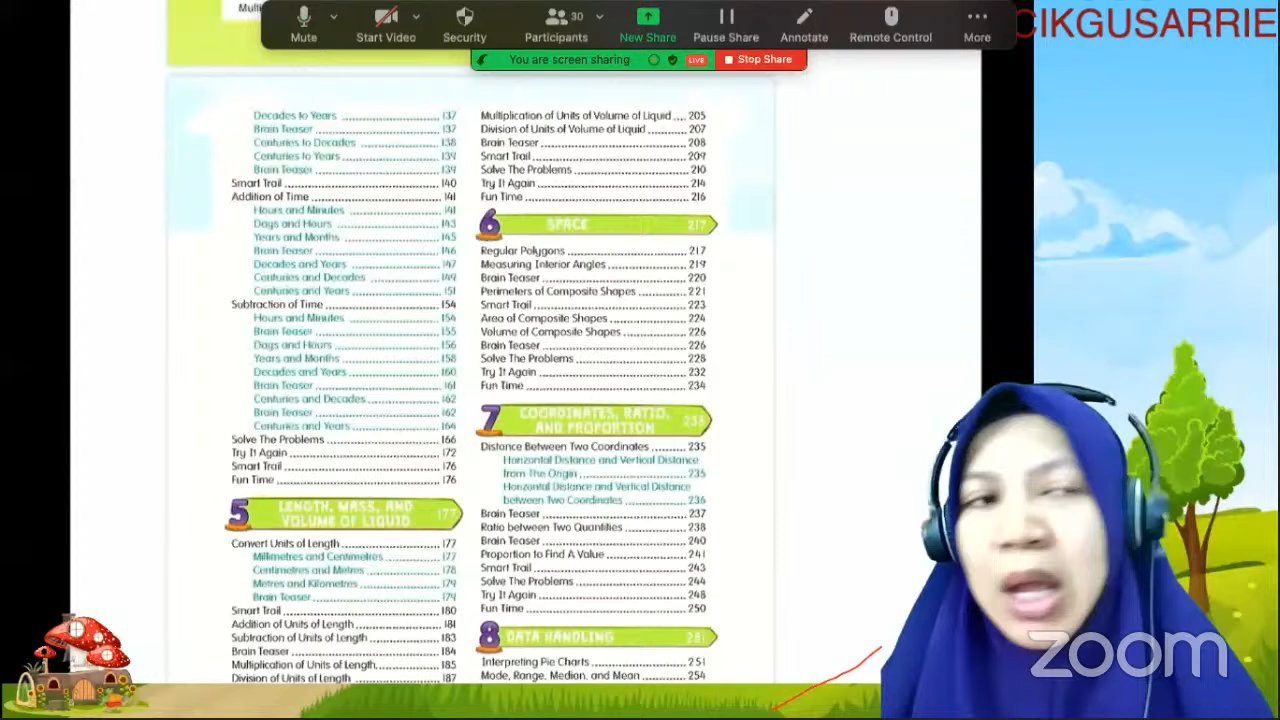 Multi
Mute
Start Video
Security
Participants
30
New Share
Pause Share
Annotate
Remote Control
More
CIKGUSARRIE
You are screen sharing
LIVE
Stop Share
Decades to Years 137
Brain Teaser 137
Centuries to Decades 138
Centuries to Years 139
Brain Teaser 139
Smart Trail 140
Addition of Time 141
Hours and Minutes 141
Days and Hours 143
Years and Months 145
Brain Teaser 146
Decades and Years 147
Centuries and Decades 149
Centuries and Years 151
Subtraction of Time 154
Hours and Minutes 154
Brain Teaser 155
Days and Hours 156
Years and Months 158
Decades and Years 160
Brain Teaser 161
Centuries and Decades 162
Brain Teaser 162
Centuries and Years 164
Solve The Problems 166
Try It Again 172
Smart Trail 176
Fun Time 176
5 LENGTH, MASS, AND
VOLUME OF LIQUID 177
Convert Units of Length 177
Millimetres and Centimetres 177
Centimetres and Metres 178
Metres and Kilometres 179
Brain Teaser 179
Smart Trail 180
Addition of Units of Length 181
Subtraction of Units of Length 183
Brain Teaser 184
Multiplication of Units of Length 185
Division of Units of Length 187
Multiplication of Units of Volume of Liquid 205
Division of Units of Volume of Liquid 207
Brain Teaser 208
Smart Trail 209
Solve The Problems 210
Try It Again 214
Fun Time 216
6 SPACE 217
Regular Polygons 217
Measuring Interior Angles 219
Brain Teaser 220
Perimeters of Composite Shapes 221
Smart Trail 223
Area of Composite Shapes 224
Volume of Composite Shapes 226
Brain Teaser 226
Solve The Problems 228
Try It Again 232
Fun Time 234
7 COORDINATES, RATIO,
AND PROPORTION
Distance Between Two Coordinates 235
Horizontal Distance and Vertical Distance
from The Origin 235
Horizontal Distance and Vertical Distance
between Two Coordinates 236
Brain Teaser 237
Ratio between Two Quantities 238
Brain Teaser 240
Proportion to Find A Value 241
Smart Trail 243
Solve The Problems 244
Try It Again 248
Fun Time 250
8 DATA HANDLING
Interpreting Pie Charts 251
Mode, Range, Median, and Mean 254
zoom